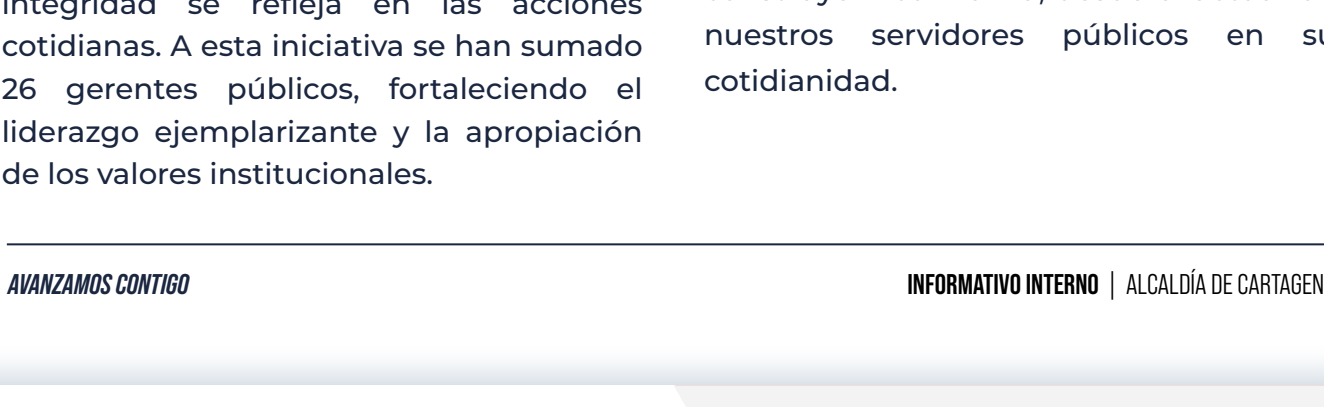 integridad se refleja en las acciones
cotidianas. A esta iniciativa se han sumado
26 gerentes públicos, fortaleciendo el
liderazgo ejemplarizante y la apropiación
de los valores institucionales.
nuestros servidores públicos en su
cotidianidad.
AVANZAMOS CONTIGO
INFORMATIVO INTERNO | ALCALDÍA DE CARTAGEN